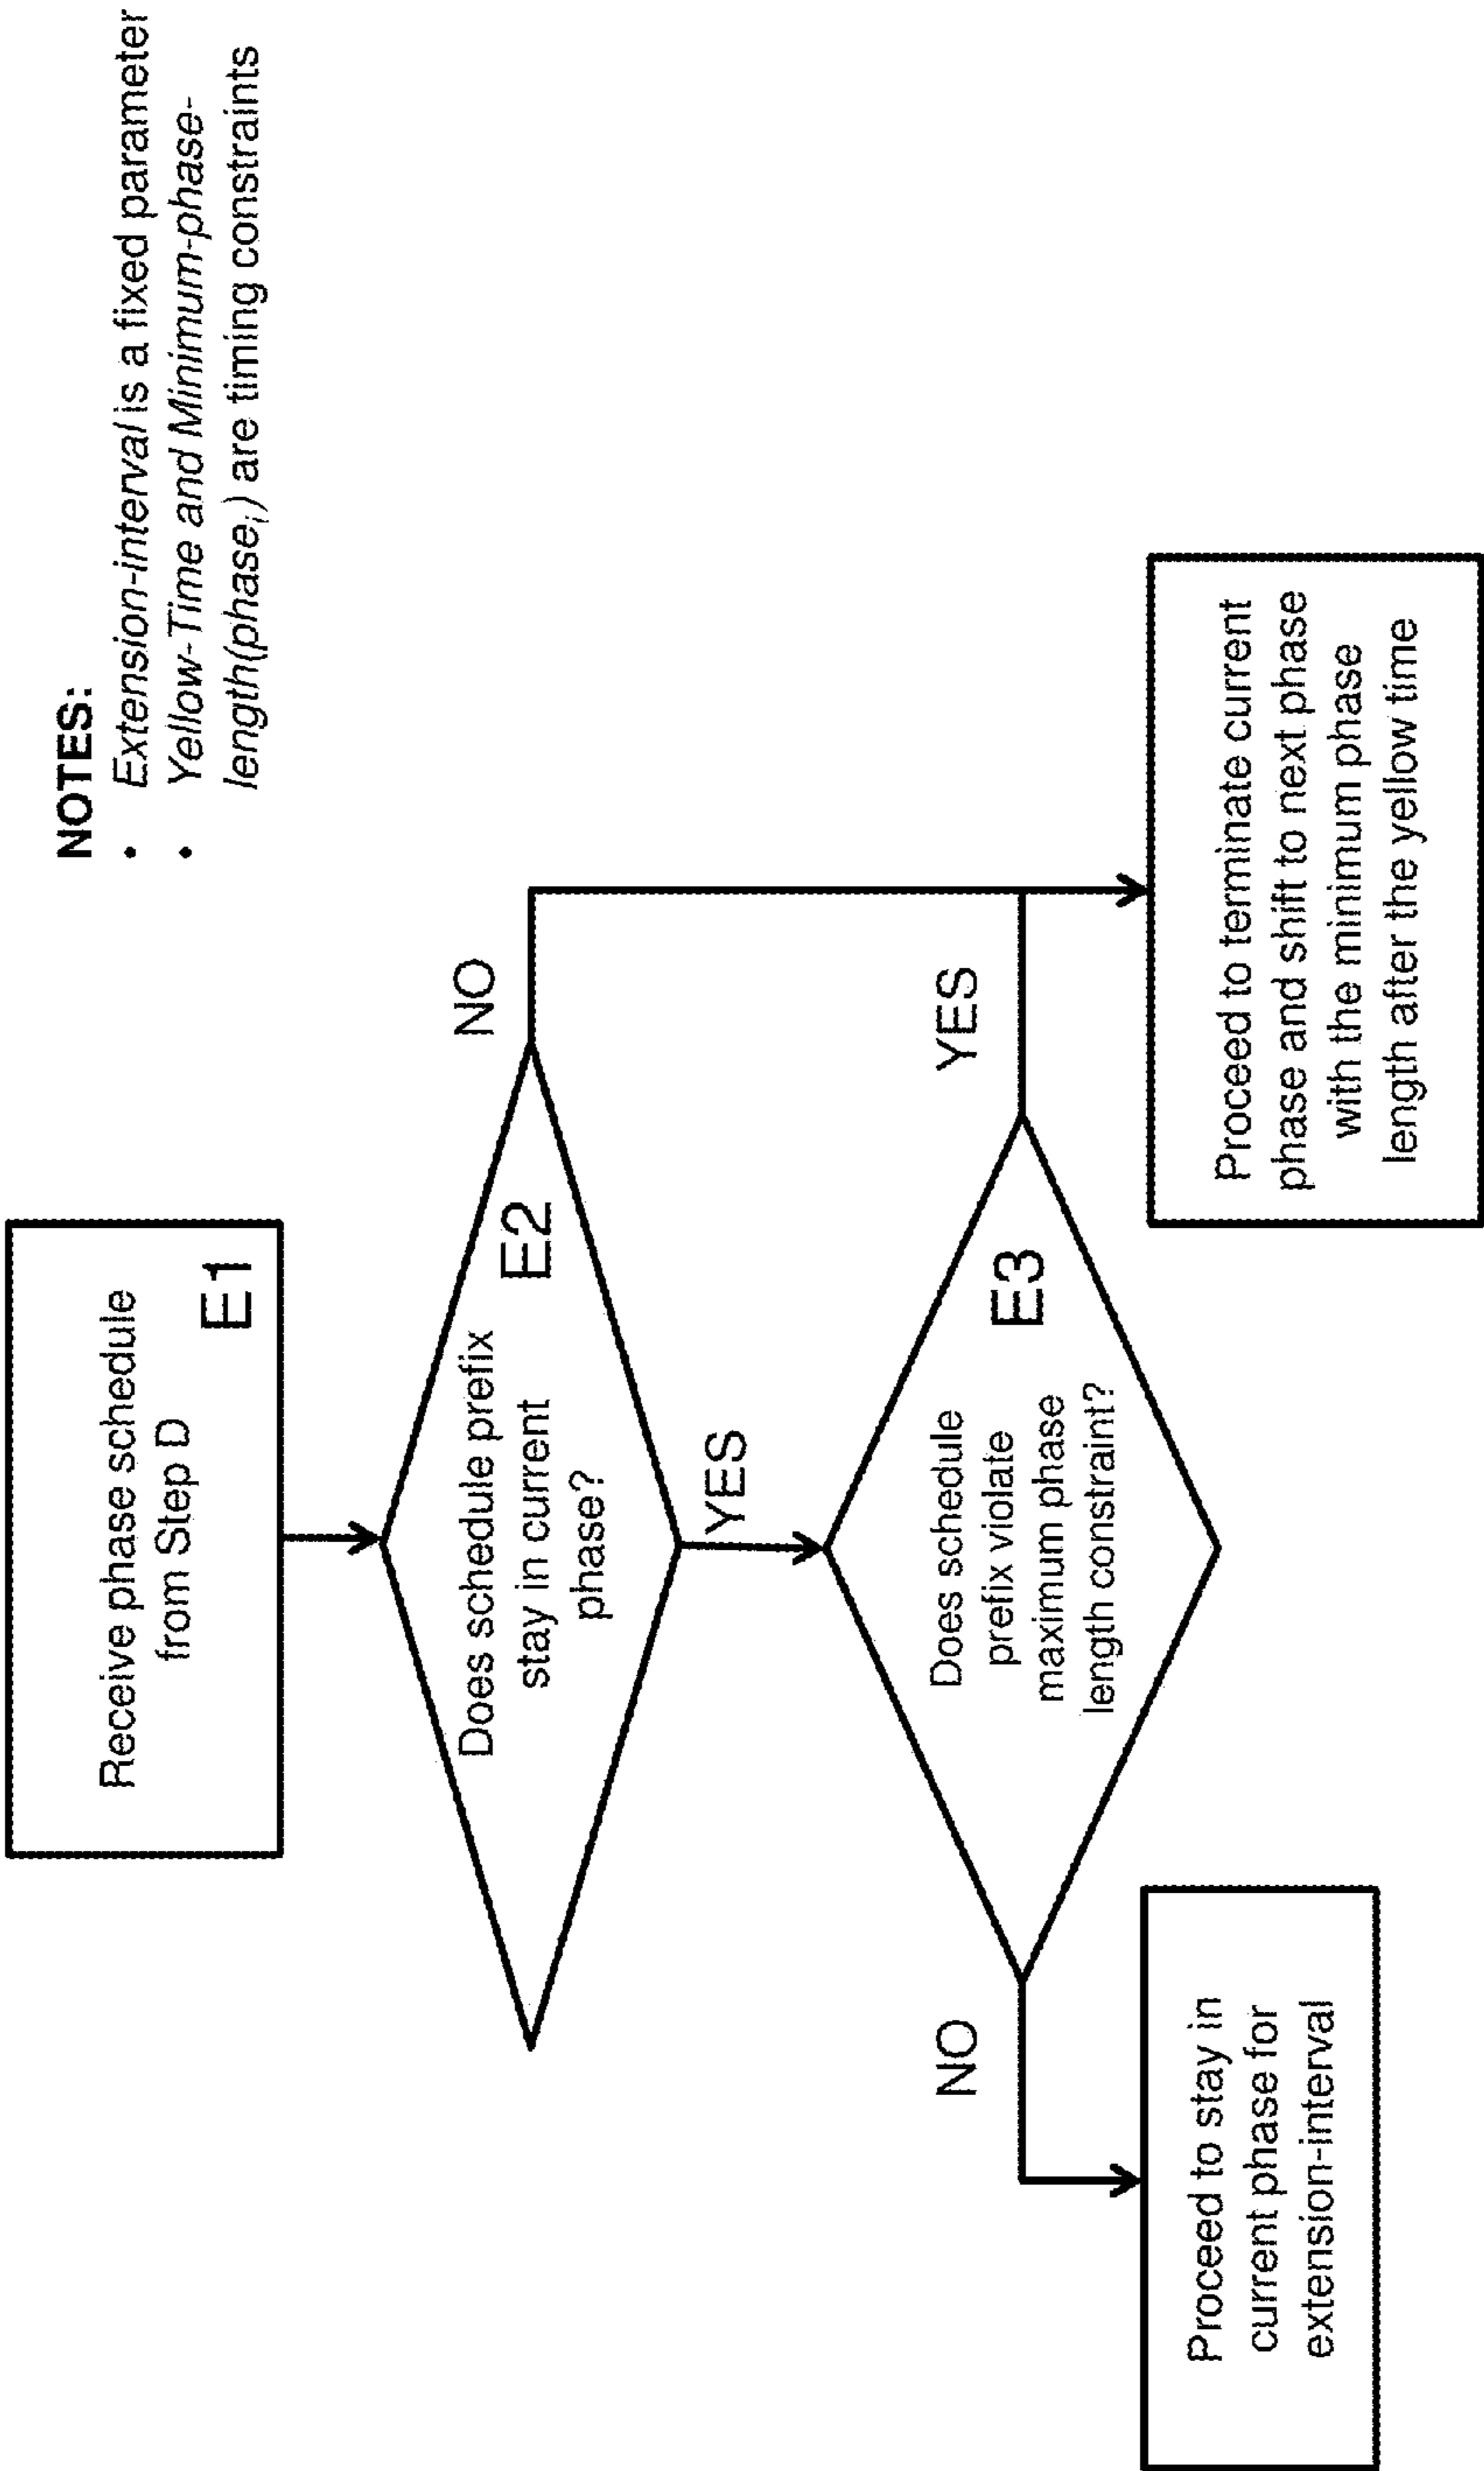 NOTES:
• Extension-interval is a fixed parameter
• Yellow-Time and Minimum-phase-
length(phaseᵢ) are timing constraints
Receive phase schedule
from Step D
E1
Does schedule prefix
stay in current
phase?
E2
NO
YES
Does schedule
prefix violate
maximum phase
length constraint?
E3
NO
YES
Proceed to stay in
current phase for
extension-interval
Proceed to terminate current
phase and shift to next phase
with the minimum phase
length after the yellow time